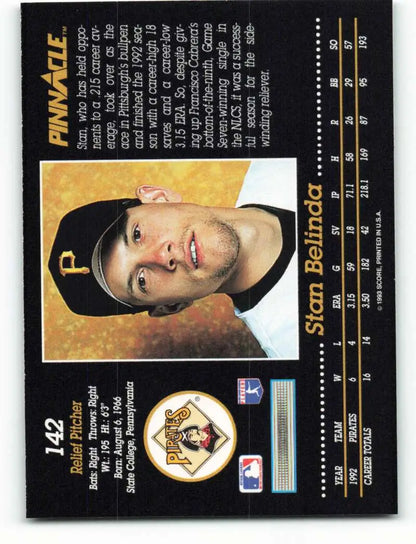 142
Relief Pitcher
Bats: Right Throws: Right
Wt.: 195 Ht.: 6'3"
Born: August 6, 1966
State College, Pennsylvania
PIRATES
P
PINNACLE™
Stan, who has held oppo-
nents to a .215 career av-
erage, took over as the
ace in Pittsburgh's bullpen
and finished the 1992 sea-
son with a career-high 18
saves and a career-low
3.15 ERA. So, despite giv-
ing up Francisco Cabrera's
bottom-of-the-ninth, Game
Seven-winning single in
the NLCS, it was a success-
ful season for the side-
winding reliever.
Stan Belinda
YEAR TEAM W L ERA G SV IP H R BB SO
1992 PIRATES 6 4 3.15 59 18 71.1 58 26 29 57
CAREER TOTALS 16 14 3.50 182 42 218.1 169 87 95 193
© 1993 SCORE, PRINTED IN U.S.A.